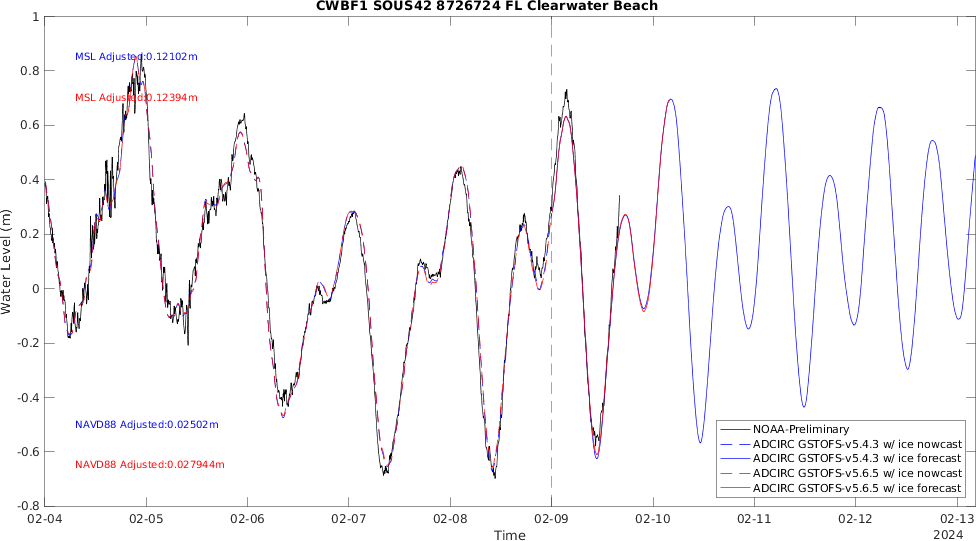 CWBF1 SOUS42 8726724 FL Clearwater Beach
1
0.8
0.6
0.4
0.2
0
-0.2
-0.4
-0.6
-0.8
Water Level (m)
MSL Adjusted:0.12102m
MSL Adjusted:0.12394m
NAVD88 Adjusted:0.02502m
NAVD88 Adjusted:0.027944m
NOAA-Preliminary
ADCIRC GSTOFS-v5.4.3 w/ ice nowcast
ADCIRC GSTOFS-v5.4.3 w/ ice forecast
ADCIRC GSTOFS-v5.6.5 w/ ice nowcast
ADCIRC GSTOFS-v5.6.5 w/ ice forecast
02-04 02-05 02-06 02-07 02-08 02-09 02-10 02-11 02-12 02-13
Time
2024